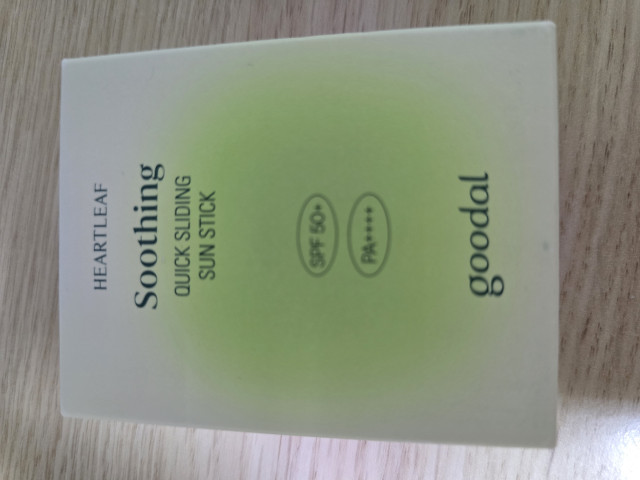 HEARTLEAF
Soothing
QUICK SLIDING
SUN STICK
SPF 50+
PA++++
goodal